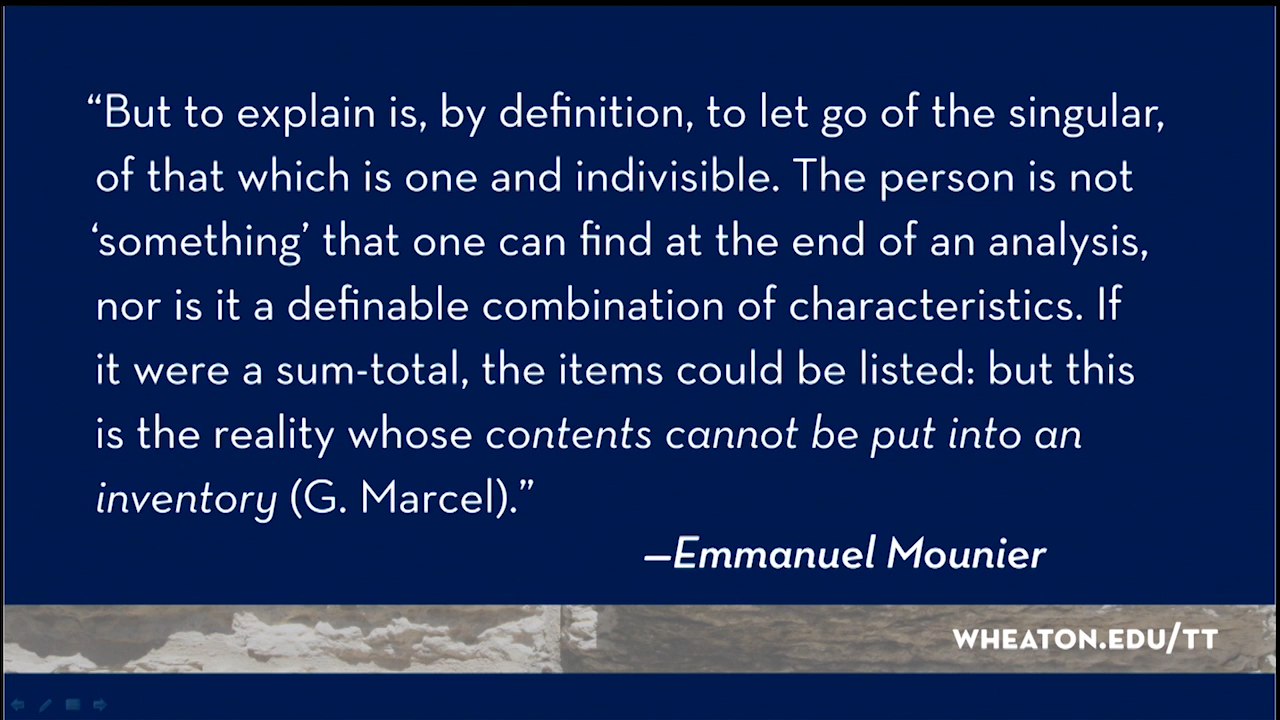 “But to explain is, by definition, to let go of the singular,
of that which is one and indivisible. The person is not
‘something’ that one can find at the end of an analysis,
nor is it a definable combination of characteristics. If
it were a sum-total, the items could be listed: but this
is the reality whose contents cannot be put into an
inventory (G. Marcel).”
—Emmanuel Mounier
WHEATON.EDU/TT